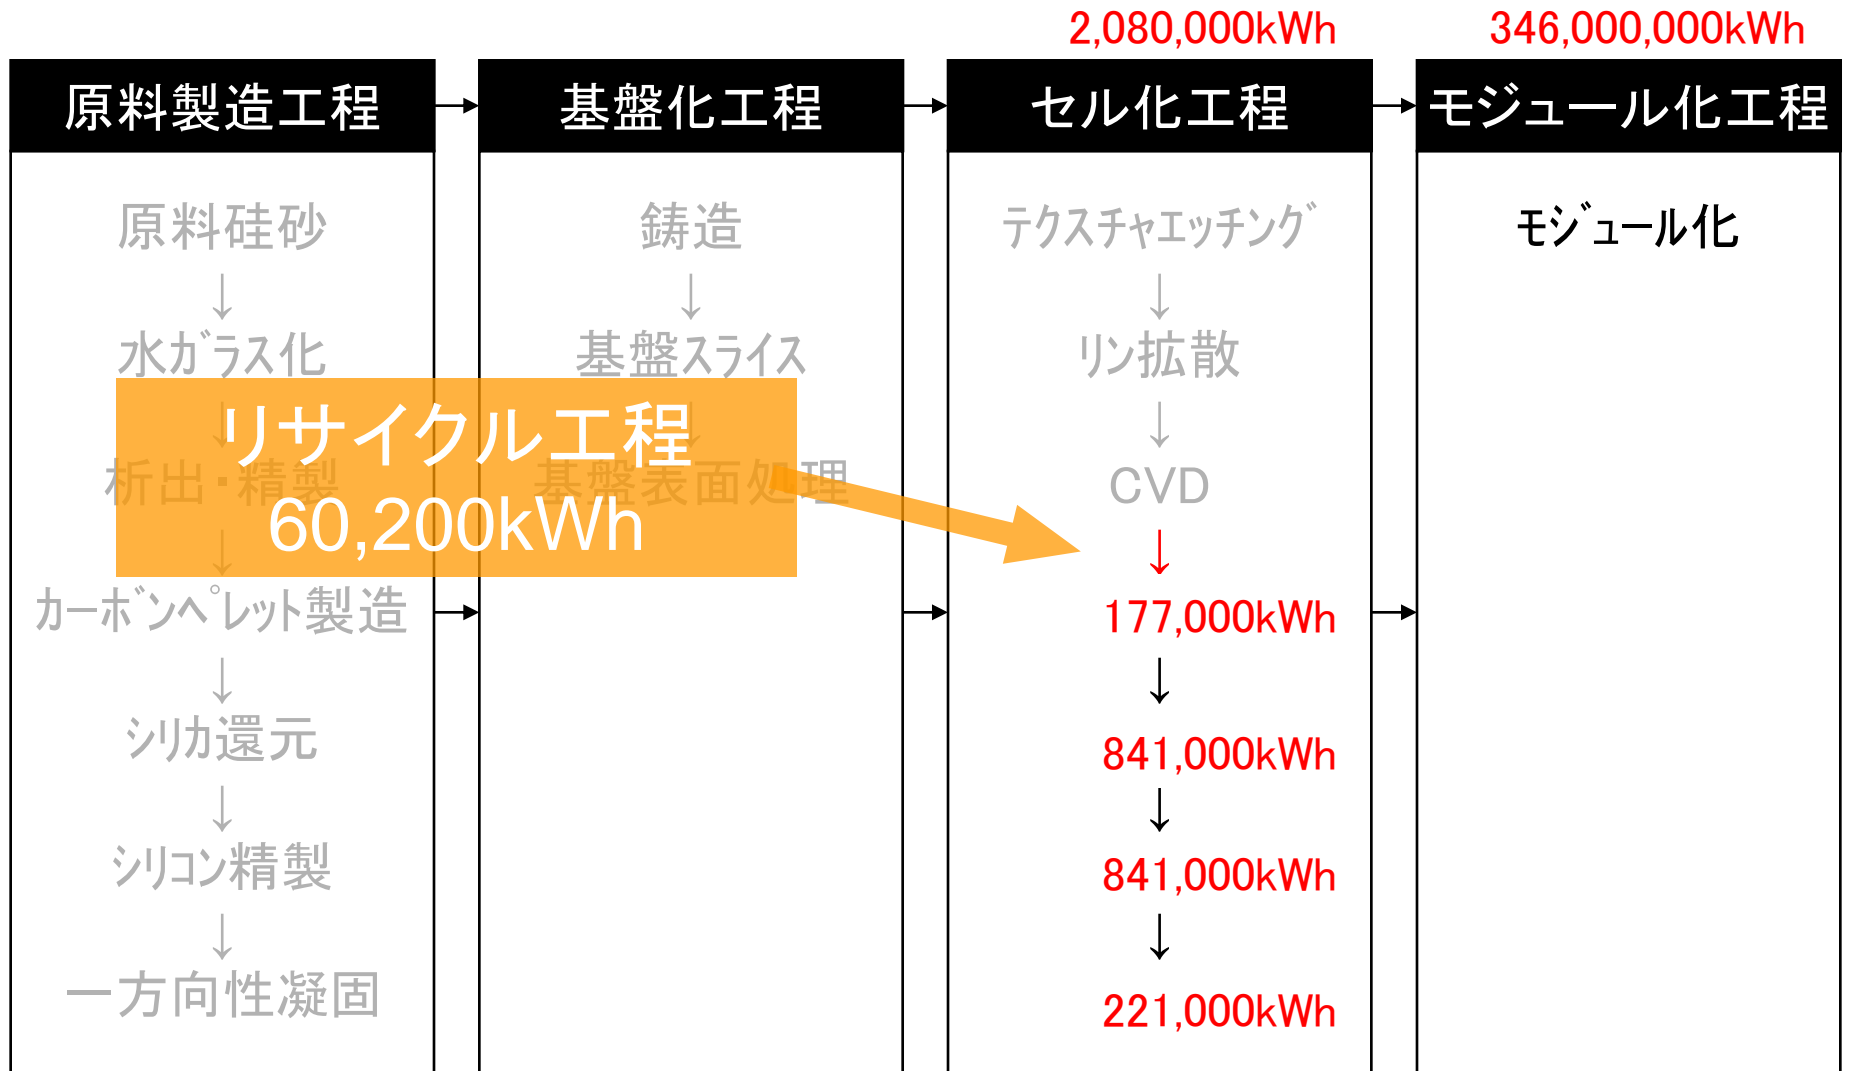 2,080,000kWh
346,000,000kWh
原料製造工程
基盤化工程
セル化工程
モジュール化工程
原料硅砂
↓
水ｶﾞﾗｽ化
↓
析出・精製
↓
ｶｰﾎﾞﾝﾍﾟﾚｯﾄ製造
↓
ｼﾘｶ還元
↓
ｼﾘｺﾝ精製
↓
一方向性凝固
鋳造
↓
基盤ｽﾗｲｽ
↓
基盤表面処理
リサイクル工程
60,200kWh
ﾃｸｽﾁｬｴｯﾁﾝｸﾞ
↓
ﾘﾝ拡散
↓
CVD
↓
177,000kWh
↓
841,000kWh
↓
841,000kWh
↓
221,000kWh
ﾓｼﾞｭｰﾙ化